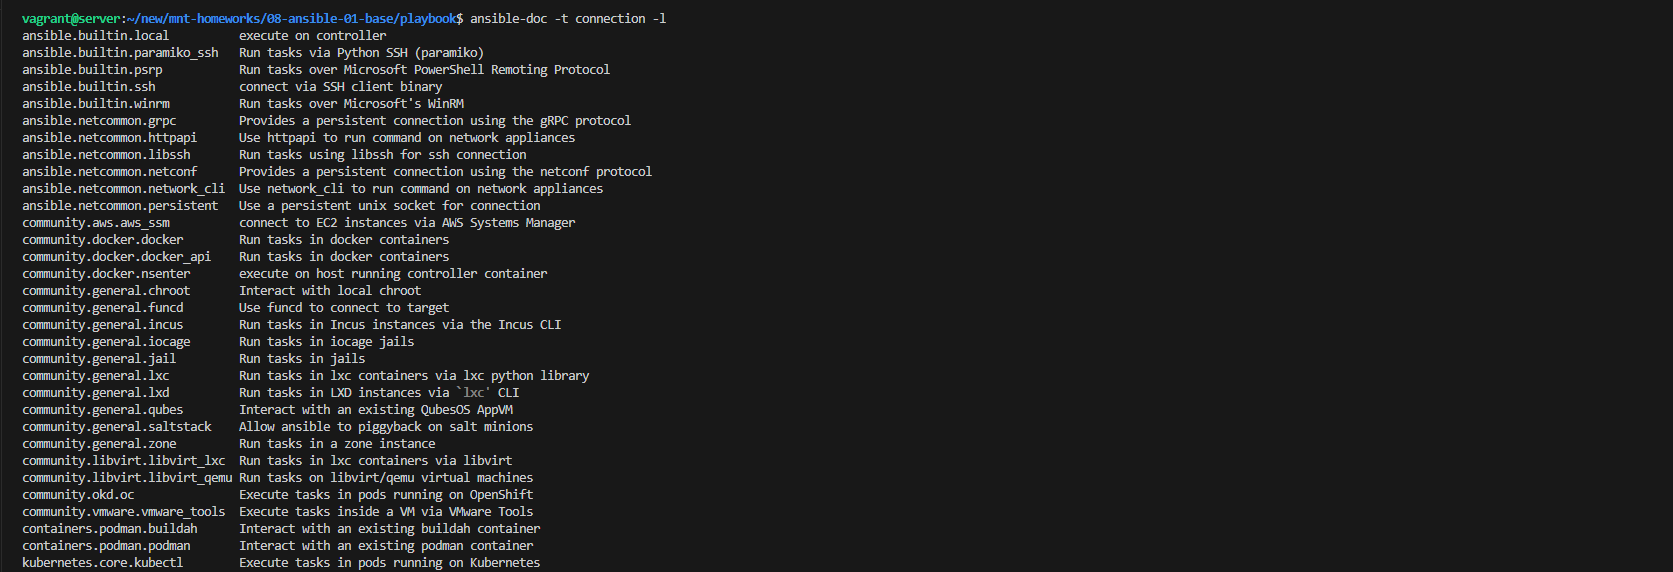 vagrant@server:~/new/mnt-homeworks/08-ansible-01-base/playbook$ ansible-doc -t connection -l
ansible.builtin.local          execute on controller
ansible.builtin.paramiko_ssh   Run tasks via Python SSH (paramiko)
ansible.builtin.psrp           Run tasks over Microsoft PowerShell Remoting Protocol
ansible.builtin.ssh            connect via SSH client binary
ansible.builtin.winrm          Run tasks over Microsoft's WinRM
ansible.netcommon.grpc         Provides a persistent connection using the gRPC protocol
ansible.netcommon.httpapi      Use httpapi to run command on network appliances
ansible.netcommon.libssh       Run tasks using libssh for ssh connection
ansible.netcommon.netconf      Provides a persistent connection using the netconf protocol
ansible.netcommon.network_cli  Use network_cli to run command on network appliances
ansible.netcommon.persistent   Use a persistent unix socket for connection
community.aws.aws_ssm          connect to EC2 instances via AWS Systems Manager
community.docker.docker        Run tasks in docker containers
community.docker.docker_api    Run tasks in docker containers
community.docker.nsenter       execute on host running controller container
community.general.chroot       Interact with local chroot
community.general.funcd        Use funcd to connect to target
community.general.incus        Run tasks in Incus instances via the Incus CLI
community.general.iocage       Run tasks in iocage jails
community.general.jail         Run tasks in jails
community.general.lxc          Run tasks in lxc containers via lxc python library
community.general.lxd          Run tasks in LXD instances via `lxc' CLI
community.general.qubes        Interact with an existing QubesOS AppVM
community.general.saltstack    Allow ansible to piggyback on salt minions
community.general.zone         Run tasks in a zone instance
community.libvirt.libvirt_lxc  Run tasks in lxc containers via libvirt
community.libvirt.libvirt_qemu Run tasks on libvirt/qemu virtual machines
community.okd.oc               Execute tasks in pods running on OpenShift
community.vmware.vmware_tools  Execute tasks inside a VM via VMware Tools
containers.podman.buildah      Interact with an existing buildah container
containers.podman.podman       Interact with an existing podman container
kubernetes.core.kubectl        Execute tasks in pods running on Kubernetes